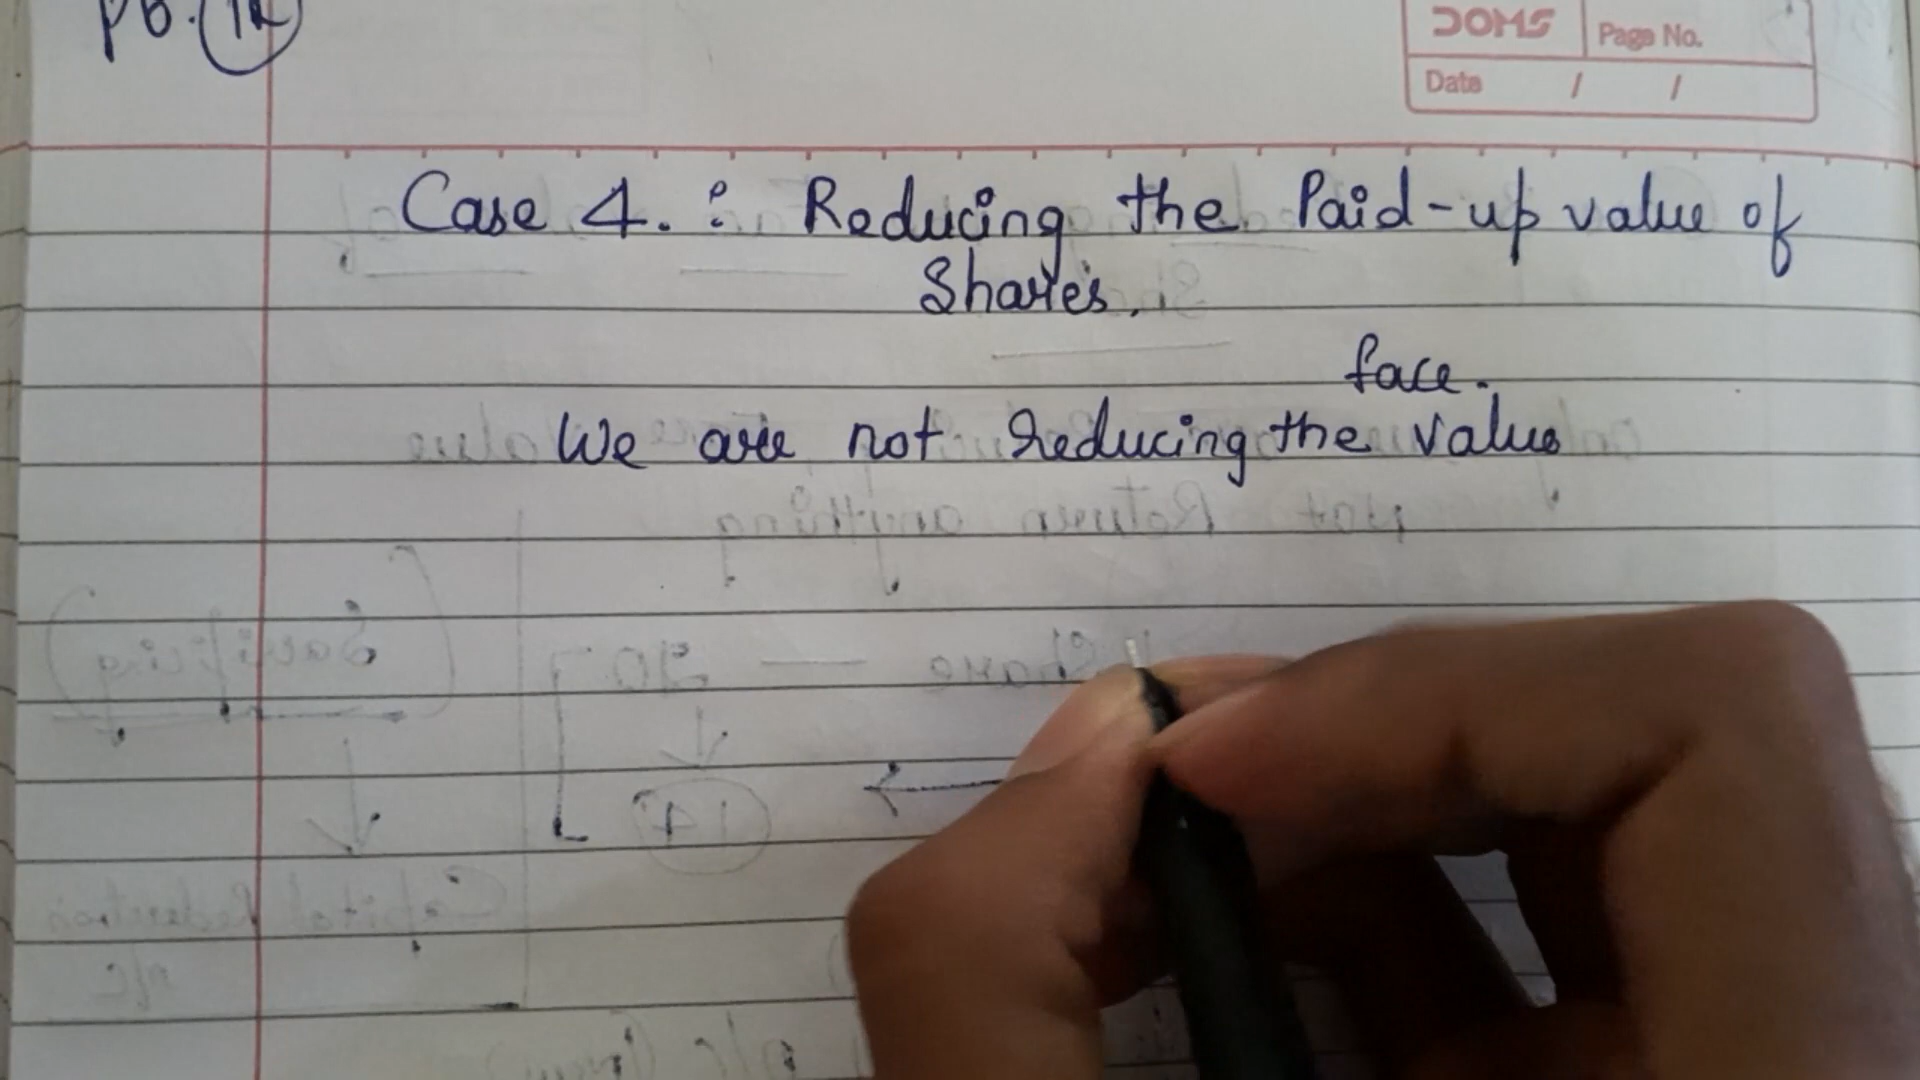 DOMS
Page No.
Date / /
Case 4. : Reducing the Paid-up value of
Shares.
face.
We are not Reducing the value